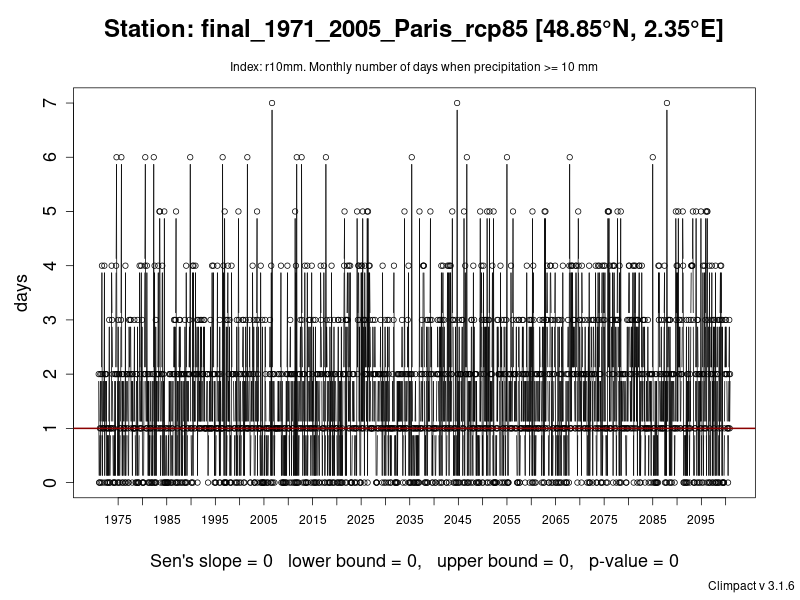 Station: final_1971_2005_Paris_rcp85 [48.85°N, 2.35°E]
Index: r10mm. Monthly number of days when precipitation >= 10 mm
7
6
5
4
3
2
1
0
days
1975 1985 1995 2005 2015 2025 2035 2045 2055 2065 2075 2085 2095
Sen's slope = 0 lower bound = 0, upper bound = 0, p-value = 0
Climpact v 3.1.6